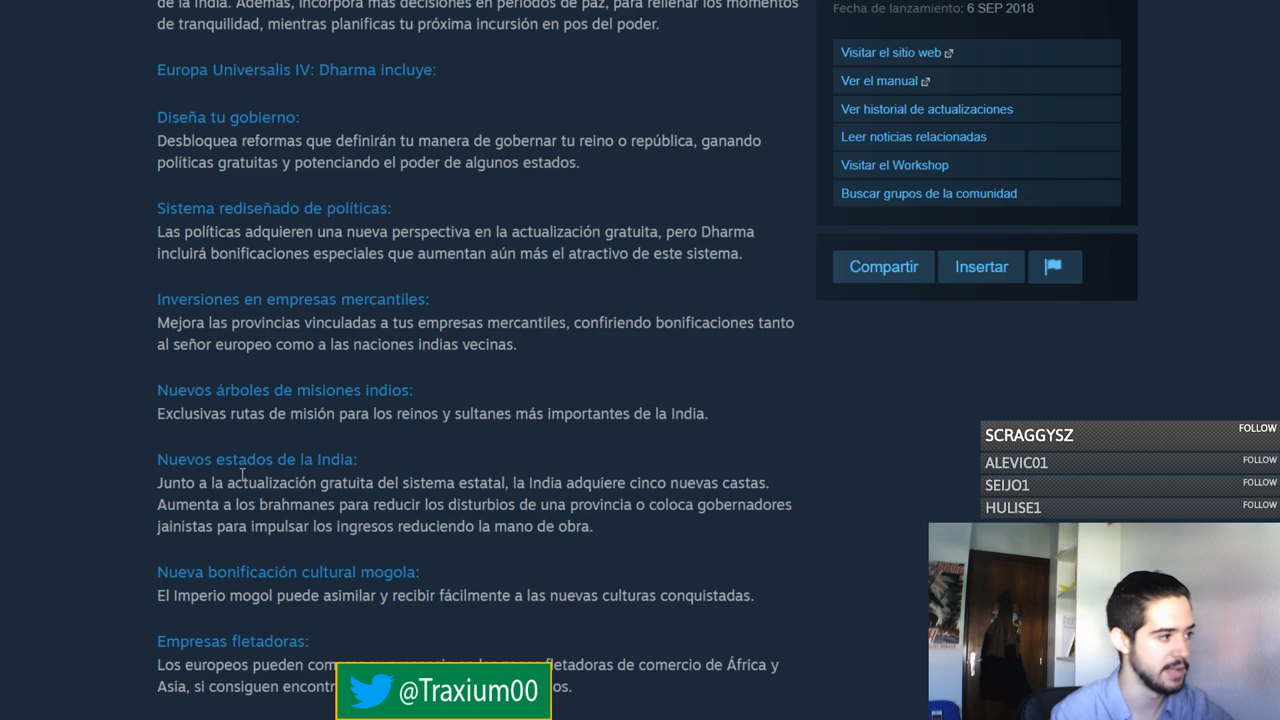 de la India. Además, incorpora más decisiones en periodos de paz, para rellenar los momentos
de tranquilidad, mientras planificas tu próxima incursión en pos del poder.
Europa Universalis IV: Dharma incluye:
Diseña tu gobierno:
Desbloquea reformas que definirán tu manera de gobernar tu reino o república, ganando
políticas gratuitas y potenciando el poder de algunos estados.
Sistema rediseñado de políticas:
Las políticas adquieren una nueva perspectiva en la actualización gratuita, pero Dharma
incluirá bonificaciones especiales que aumentan aún más el atractivo de este sistema.
Inversiones en empresas mercantiles:
Mejora las provincias vinculadas a tus empresas mercantiles, confiriendo bonificaciones tanto
al señor europeo como a las naciones indias vecinas.
Nuevos árboles de misiones indios:
Exclusivas rutas de misión para los reinos y sultanes más importantes de la India.
Nuevos estados de la India:
Junto a la actualización gratuita del sistema estatal, la India adquiere cinco nuevas castas.
Aumenta a los brahmanes para reducir los disturbios de una provincia o coloca gobernadores
jainistas para impulsar los ingresos reduciendo la mano de obra.
Nueva bonificación cultural mogola:
El Imperio mogol puede asimilar y recibir fácilmente a las nuevas culturas conquistadas.
Empresas fletadoras:
Los europeos pueden fletadoras de comercio de África y
Asia, si consiguen
@Traxium00
Fecha de lanzamiento: 6 SEP 2018
Visitar el sitio web
Ver el manual
Ver historial de actualizaciones
Leer noticias relacionadas
Visitar el Workshop
Buscar grupos de la comunidad
Compartir Insertar
SCRAGGYSZ FOLLOW
ALEVIC01 FOLLOW
SEIJO1 FOLLOW
HULISE1 FOLLOW